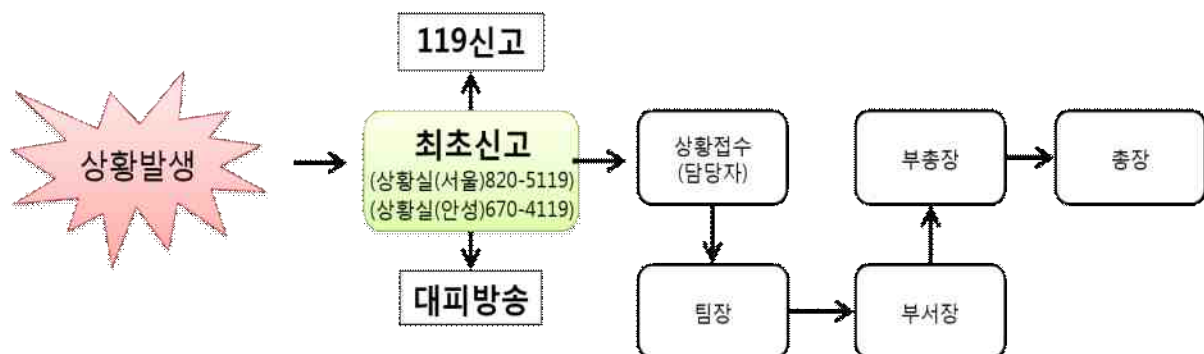 119신고
상황발생
최초신고
(상황실(서울)820-5119)
(상황실(안성)670-4119)
대피방송
상황접수
(담당자)
팀장
부서장
부총장
총장